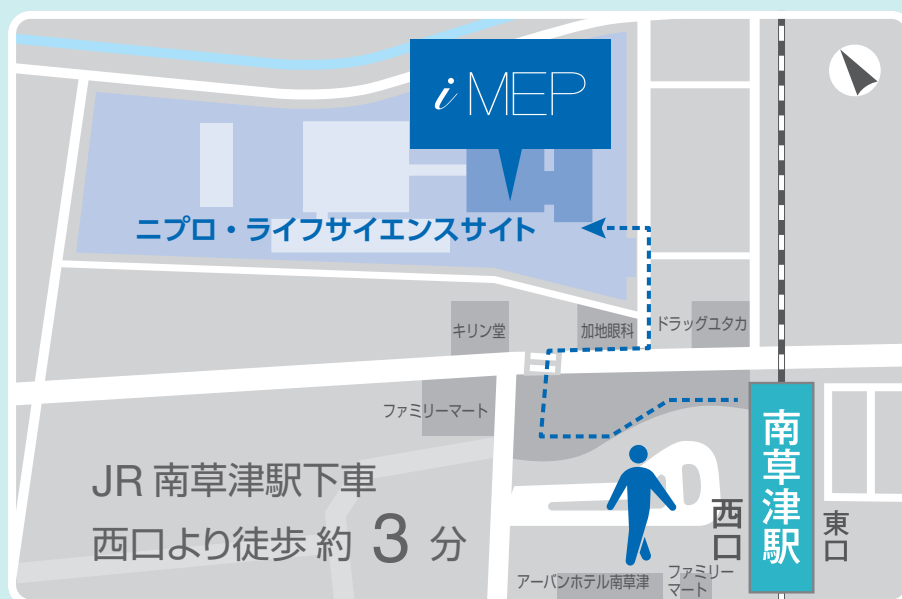 i MEP
ニプロ・ライフサイエンスサイト
キリン堂
加地眼科
ドラッグユタカ
ファミリーマート
南草津駅
西口
東口
JR 南草津駅下車
西口より徒歩 約 3 分
アーバンホテル南草津
ファミリー
マート